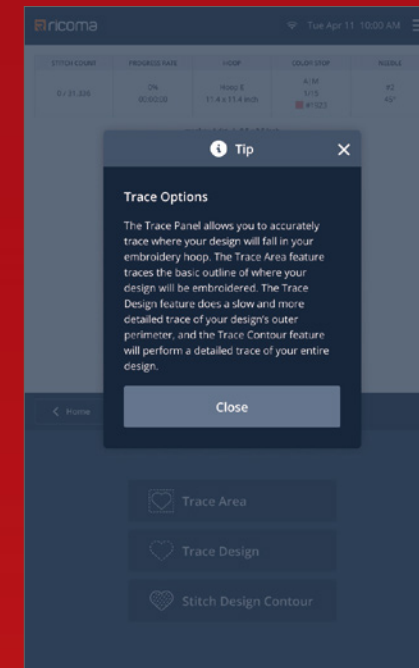 ricoma
Tue Apr 11 10:00 AM
STITCH COUNT PROGRESS RATE HOOP COLOR STOP NEEDLE
0% Hoop E #2
00:00:00 11.4 x 11.4 inch 1/15
Tip
Trace Options
The Trace Panel allows you to accurately
trace where your design will fall in your
embroidery hoop. The Trace Area feature
traces the basic outline of where your
design will be embroidered. The Trace
Design feature does a slow and more
detailed trace of your design's outer
perimeter, and the Trace Contour feature
will perform a detailed trace of your entire
design.
Close
Home
Trace Area
Trace Design
Stitch Design Contour